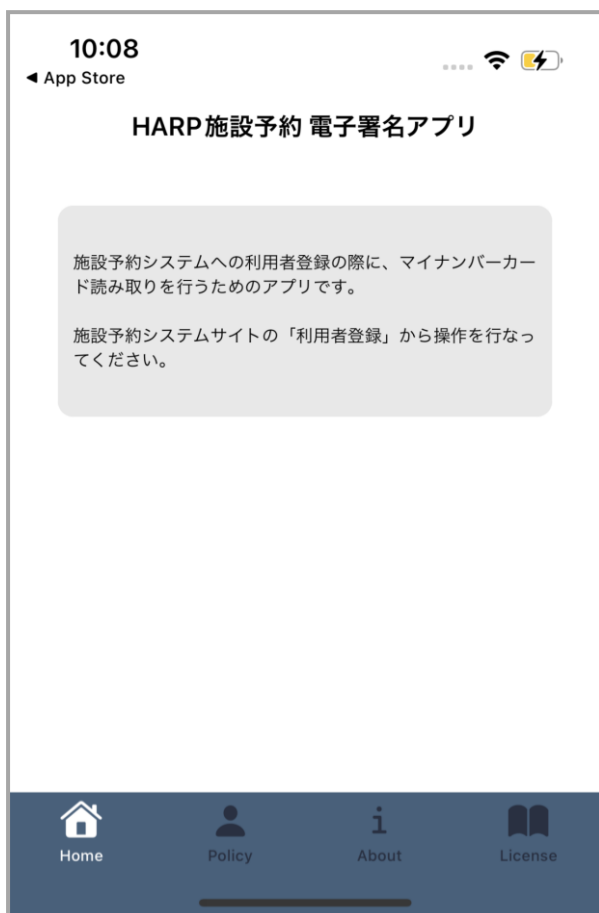 10:08
◀ App Store
HARP施設予約 電子署名アプリ
施設予約システムへの利用者登録の際に、マイナンバーカー
ド読み取りを行うためのアプリです。
施設予約システムサイトの「利用者登録」から操作を行なっ
てください。
Home
Policy
About
License